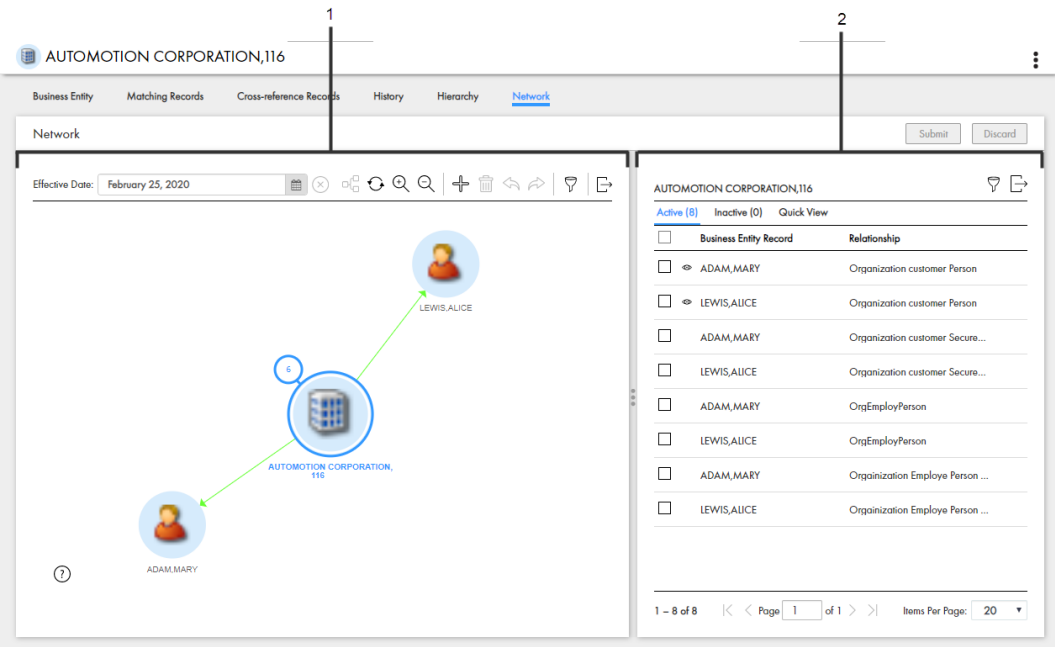 1
2
AUTOMOTION CORPORATION,116
Business Entity Matching Records Cross-reference Records History Hierarchy Network
Network
Submit Discard
Effective Date: February 25, 2020
LEWIS,ALICE
6
AUTOMOTION CORPORATION,
116
ADAM,MARY
?
AUTOMOTION CORPORATION,116
Active (8) Inactive (0) Quick View
Business Entity Record Relationship
ADAM,MARY Organization customer Person
LEWIS,ALICE Organization customer Person
ADAM,MARY Organization customer Secure...
LEWIS,ALICE Organization customer Secure...
ADAM,MARY OrgEmployPerson
LEWIS,ALICE OrgEmployPerson
ADAM,MARY Orgainization Employe Person ...
LEWIS,ALICE Orgainization Employe Person ...
1 – 8 of 8 Page 1 of 1 Items Per Page: 20